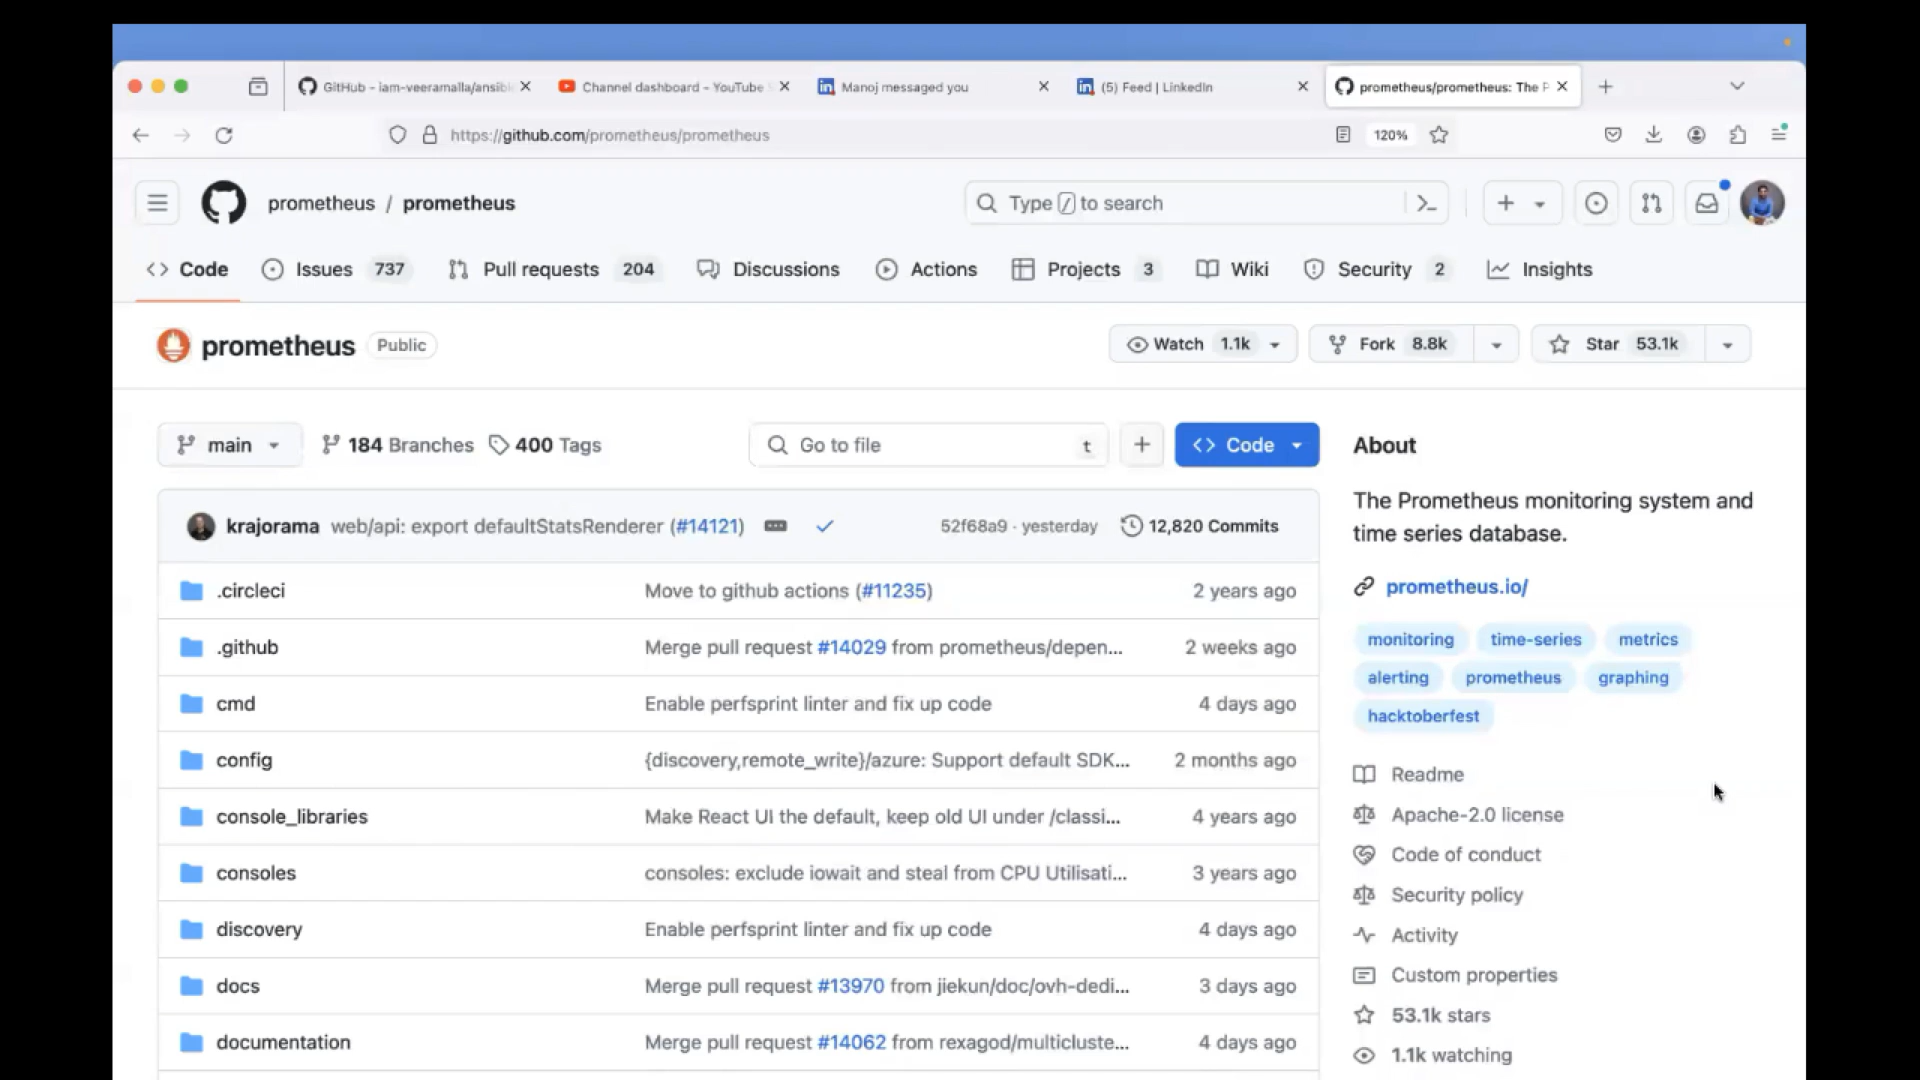 GitHub - iam-veeramalla/ansibl
Channel dashboard - YouTube S
in Manoj messaged you
in (5) Feed | LinkedIn
prometheus/prometheus: The P
https://github.com/prometheus/prometheus
120%
prometheus / prometheus
Type / to search
Code
Issues 737
Pull requests 204
Discussions
Actions
Projects 3
Wiki
Security 2
Insights
prometheus Public
Watch 1.1k
Fork 8.8k
Star 53.1k
main
184 Branches
400 Tags
Go to file t
Code
krajorama web/api: export defaultStatsRenderer (#14121)
52f68a9 · yesterday
12,820 Commits
.circleci Move to github actions (#11235) 2 years ago
.github Merge pull request #14029 from prometheus/depen... 2 weeks ago
cmd Enable perfsprint linter and fix up code 4 days ago
config {discovery,remote_write}/azure: Support default SDK... 2 months ago
console_libraries Make React UI the default, keep old UI under /classi... 4 years ago
consoles consoles: exclude iowait and steal from CPU Utilisati... 3 years ago
discovery Enable perfsprint linter and fix up code 4 days ago
docs Merge pull request #13970 from jiekun/doc/ovh-dedi... 3 days ago
documentation Merge pull request #14062 from rexagod/multicluste... 4 days ago
About
The Prometheus monitoring system and
time series database.
prometheus.io/
monitoring time-series metrics
alerting prometheus graphing
hacktoberfest
Readme
Apache-2.0 license
Code of conduct
Security policy
Activity
Custom properties
53.1k stars
1.1k watching